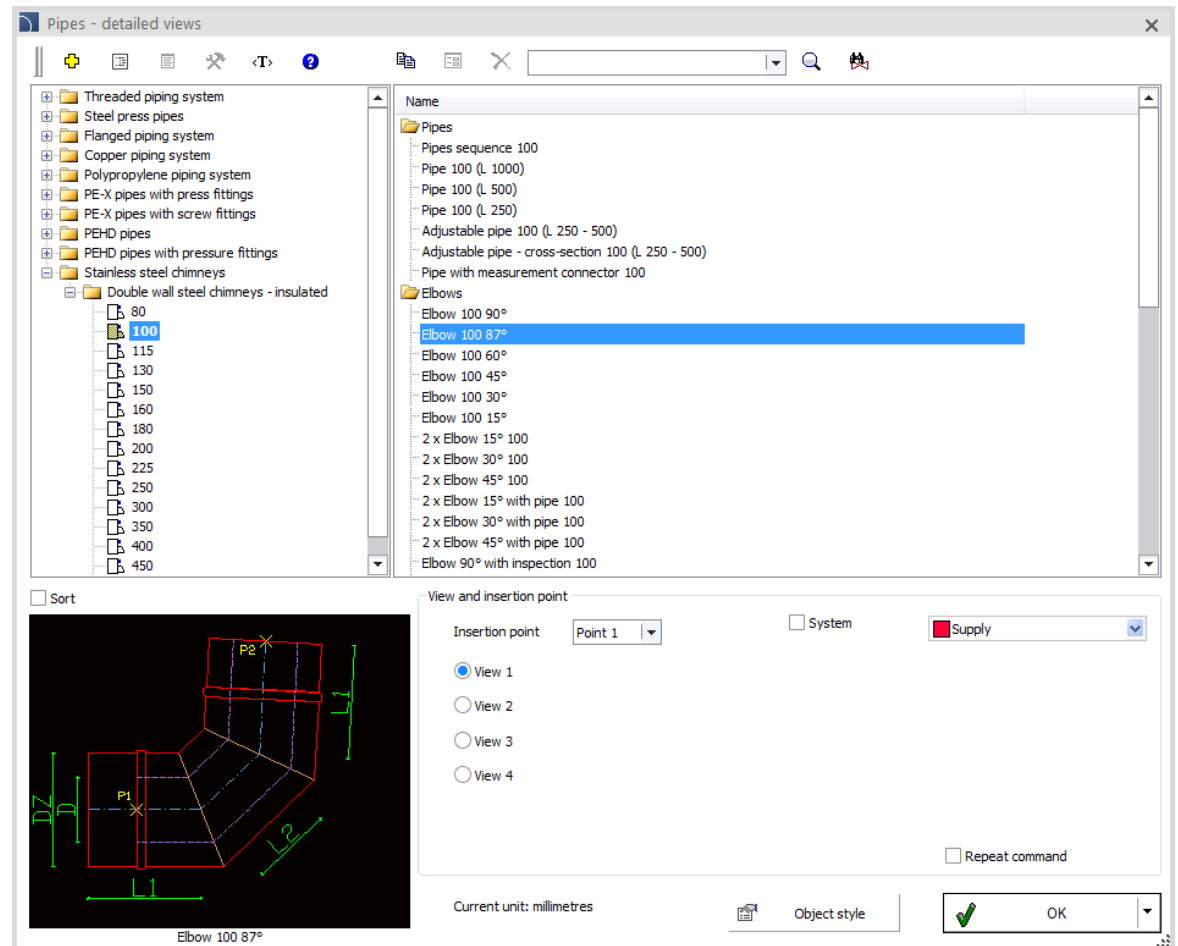 Pipes - detailed views
‹T›
?
Threaded piping system
Steel press pipes
Flanged piping system
Copper piping system
Polypropylene piping system
PE-X pipes with press fittings
PE-X pipes with screw fittings
PEHD pipes
PEHD pipes with pressure fittings
Stainless steel chimneys
Double wall steel chimneys - insulated
80
100
115
130
150
160
180
200
225
250
300
350
400
450
Name
Pipes
Pipes sequence 100
Pipe 100 (L 1000)
Pipe 100 (L 500)
Pipe 100 (L 250)
Adjustable pipe 100 (L 250 - 500)
Adjustable pipe - cross-section 100 (L 250 - 500)
Pipe with measurement connector 100
Elbows
Elbow 100 90°
Elbow 100 87°
Elbow 100 60°
Elbow 100 45°
Elbow 100 30°
Elbow 100 15°
2 x Elbow 15° 100
2 x Elbow 30° 100
2 x Elbow 45° 100
2 x Elbow 15° with pipe 100
2 x Elbow 30° with pipe 100
2 x Elbow 45° with pipe 100
Elbow 90° with inspection 100
Sort
P2
L1
P1
DZ
D
L2
L1
Elbow 100 87°
View and insertion point
Insertion point
Point 1
System
Supply
View 1
View 2
View 3
View 4
Repeat command
Current unit: millimetres
Object style
OK